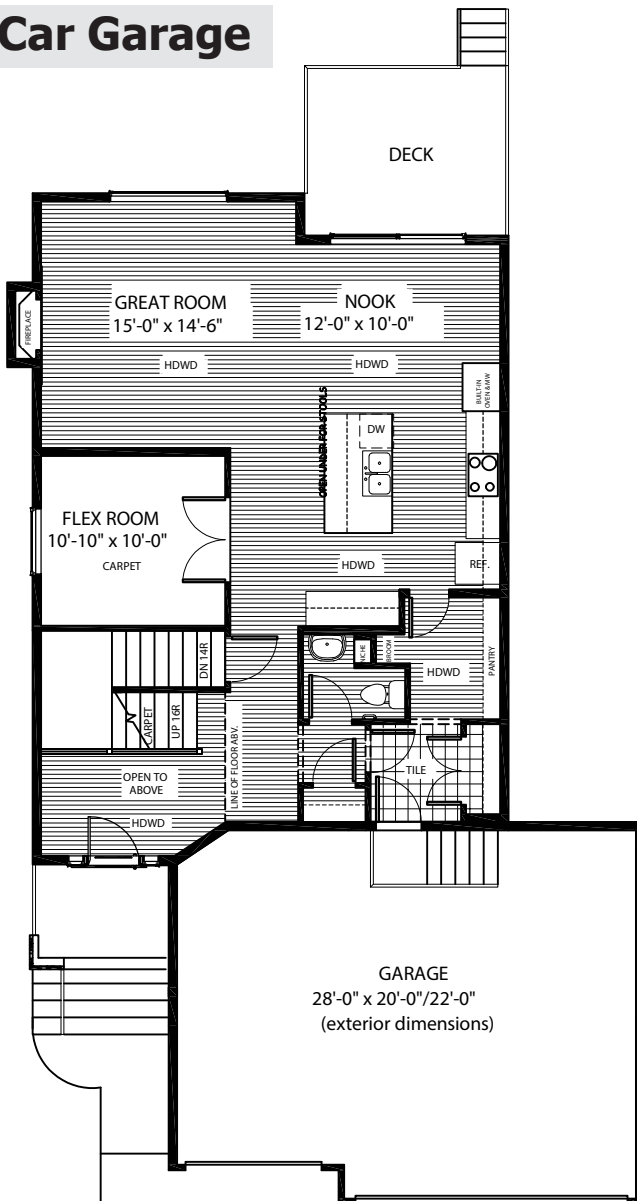 Car Garage
DECK
GREAT ROOM
15'-0" x 14'-6"
NOOK
12'-0" x 10'-0"
FIREPLACE
HDWD
HDWD
BUILT-IN
OVEN &MW
OPEN UNDER FOR STOOLS
DW
FLEX ROOM
10'-10" x 10'-0"
CARPET
HDWD
REF.
DN 14R
NICHE
BROOM
HDWD
PANTRY
CARPET
UP 16R
LINE OF FLOOR ABV.
OPEN TO
ABOVE
HDWD
TILE
GARAGE
28'-0" x 20'-0"/22'-0"
(exterior dimensions)